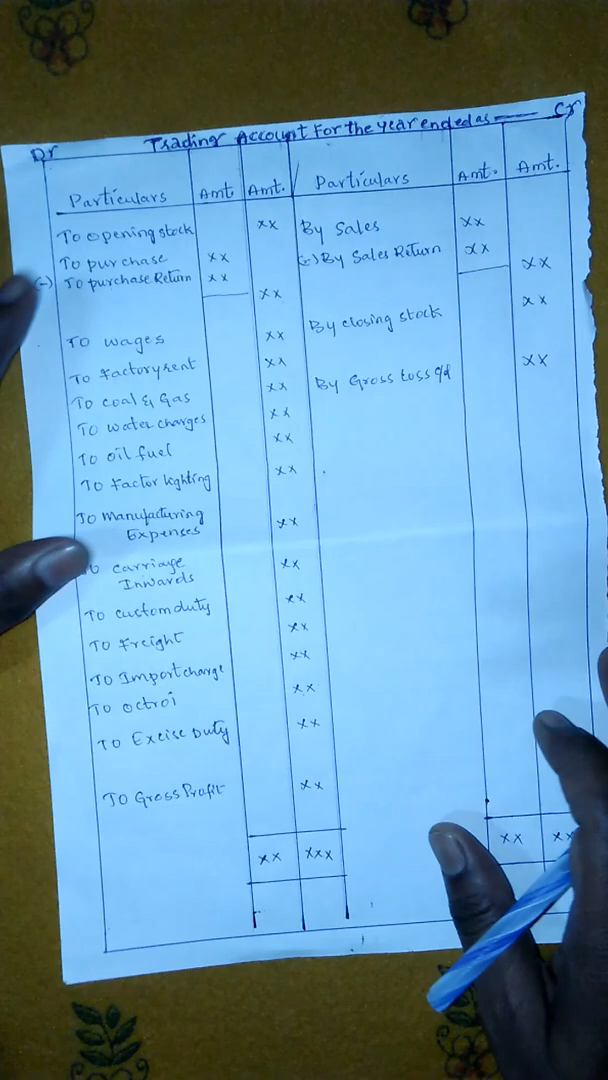 Dr Trading Account For the Year ended as — Cr
Particulars Amt. Amt. Particulars Amt. Amt.
To opening stock xx By Sales xx
To purchase xx (-) By Sales Return xx xx
(-) To purchase Return xx xx
By closing stock xx
To wages xx
To Factory rent xx By Gross Loss c/d xx
To coal & Gas xx
To water charges xx
To oil fuel xx
To Factor lighting xx
To Manufacturing
Expenses xx
To carriage xx
Inwards
To custom duty xx
To Freight xx
To Import charge xx
To octroi xx
To Excise Duty xx
To Gross Profit xx
xx xxx xx xx